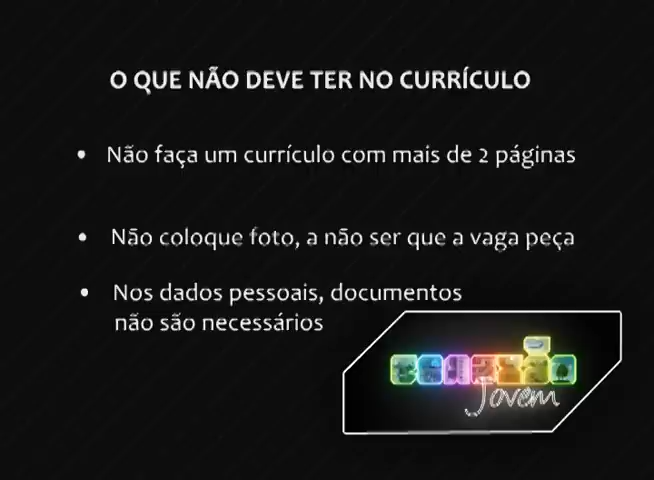 O QUE NÃO DEVE TER NO CURRÍCULO
• Não faça um currículo com mais de 2 páginas
• Não coloque foto, a não ser que a vaga peça
• Nos dados pessoais, documentos
não são necessários
Jovem